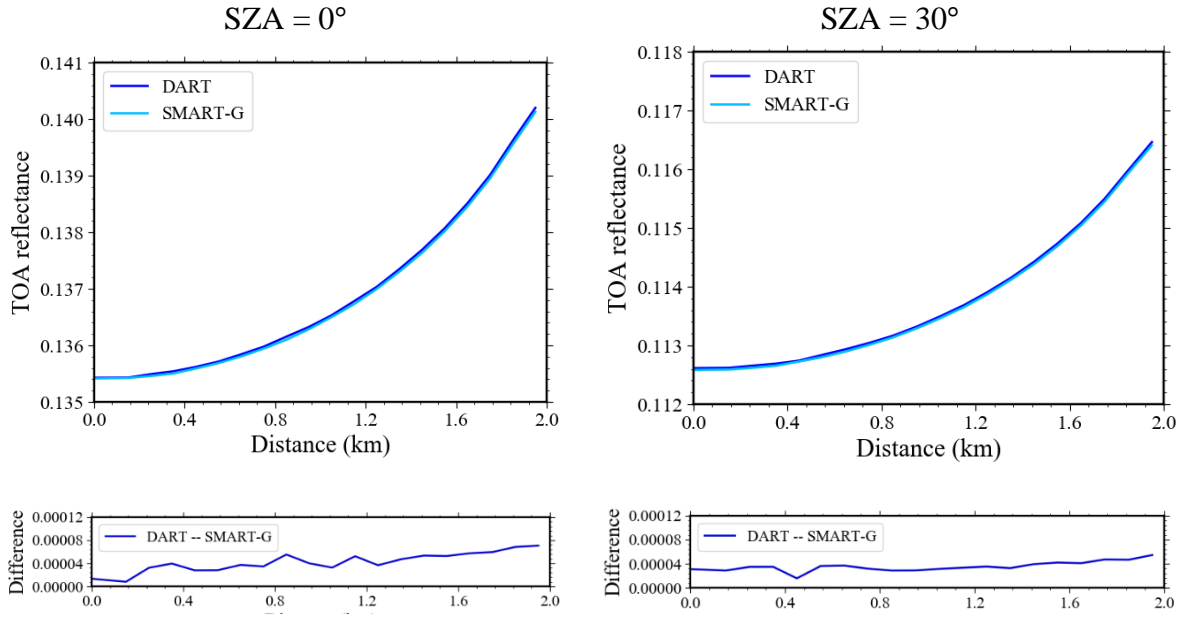 SZA = 0°
0.141
0.140
0.139
0.138
0.137
0.136
0.135
TOA reflectance
DART
SMART-G
0.0 0.4 0.8 1.2 1.6 2.0
Distance (km)
0.00012
0.00008
0.00004
0.00000
Difference
DART -- SMART-G
0.0 0.4 0.8 1.2 1.6 2.0
SZA = 30°
0.118
0.117
0.116
0.115
0.114
0.113
0.112
TOA reflectance
DART
SMART-G
0.0 0.4 0.8 1.2 1.6 2.0
Distance (km)
0.00012
0.00008
0.00004
0.00000
Difference
DART -- SMART-G
0.0 0.4 0.8 1.2 1.6 2.0